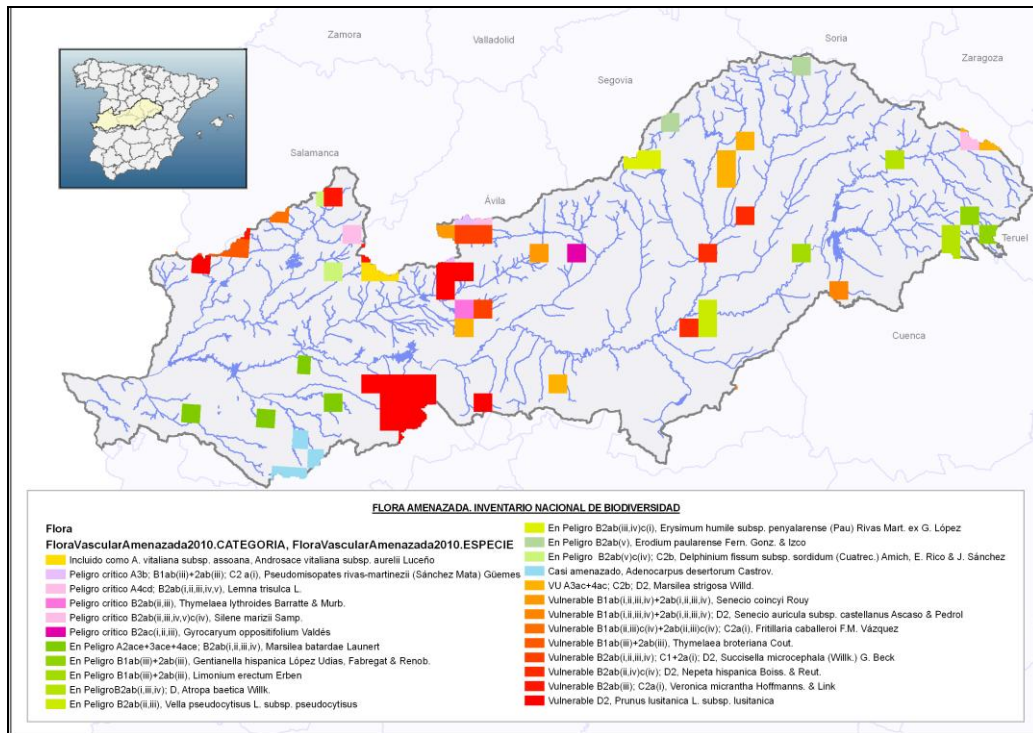 Zamora
Valladolid
Soria
Zaragoza
Segovia
Salamanca
Ávila
Teruel
Cuenca
FLORA AMENAZADA. INVENTARIO NACIONAL DE BIODIVERSIDAD
Flora
FloraVascularAmenazada2010.CATEGORIA, FloraVascularAmenazada2010.ESPECIE
Incluido como A. vitaliana subsp. assoana, Androsace vitaliana subsp. aurelii Luceño
Peligro crítico A3b; B1ab(iii)+2ab(iii); C2 a(i), Pseudomisopates rivas-martinezii (Sánchez Mata) Güemes
Peligro crítico A4cd; B2ab(i,ii,iii,iv,v), Lemna trisulca L.
Peligro crítico B2ab(ii,iii), Thymelaea lythroides Barratte & Murb.
Peligro crítico B2ab(ii,iii,iv,v)c(iv), Silene marizii Samp.
Peligro crítico B2ac(i,ii,iii), Gyrocaryum oppositifolium Valdés
En Peligro A2ace+3ace+4ace; B2ab(i,ii,iii,iv), Marsilea batardae Launert
En Peligro B1ab(iii)+2ab(iii), Gentianella hispanica López Udias, Fabregat & Renob.
En Peligro B1ab(iii)+2ab(iii), Limonium erectum Erben
En PeligroB2ab(i,iii,iv); D, Atropa baetica Willk.
En Peligro B2ab(ii,iii), Vella pseudocytisus L. subsp. pseudocytisus
En Peligro B2ab(iii,iv)c(i), Erysimum humile subsp. penyalarense (Pau) Rivas Mart. ex G. López
En Peligro B2ab(v), Erodium paularense Fern. Gonz. & Izco
En Peligro B2ab(v)c(iv); C2b, Delphinium fissum subsp. sordidum (Cuatrec.) Amich, E. Rico & J. Sánchez
Casi amenazado, Adenocarpus desertorum Castrov.
VU A3ac+4ac; C2b; D2, Marsilea strigosa Willd.
Vulnerable B1ab(i,ii,iii,iv)+2ab(i,ii,iii,iv), Senecio coincyi Rouy
Vulnerable B1ab(i,ii,iii,iv)+2ab(i,ii,iii,iv); D2, Senecio auricula subsp. castellanus Ascaso & Pedrol
Vulnerable B1ab(ii,iii)c(iv)+2ab(ii,iii)c(iv); C2a(i), Fritillaria caballeroi F.M. Vázquez
Vulnerable B1ab(iii)+2ab(iii), Thymelaea broteriana Cout.
Vulnerable B2ab(i,ii,iii,iv); C1+2a(i); D2, Succisella microcephala (Willk.) G. Beck
Vulnerable B2ab(ii,iv)c(iv); D2, Nepeta hispanica Boiss. & Reut.
Vulnerable B2ab(iii); C2a(i), Veronica micrantha Hoffmanns. & Link
Vulnerable D2, Prunus lusitanica L. subsp. lusitanica